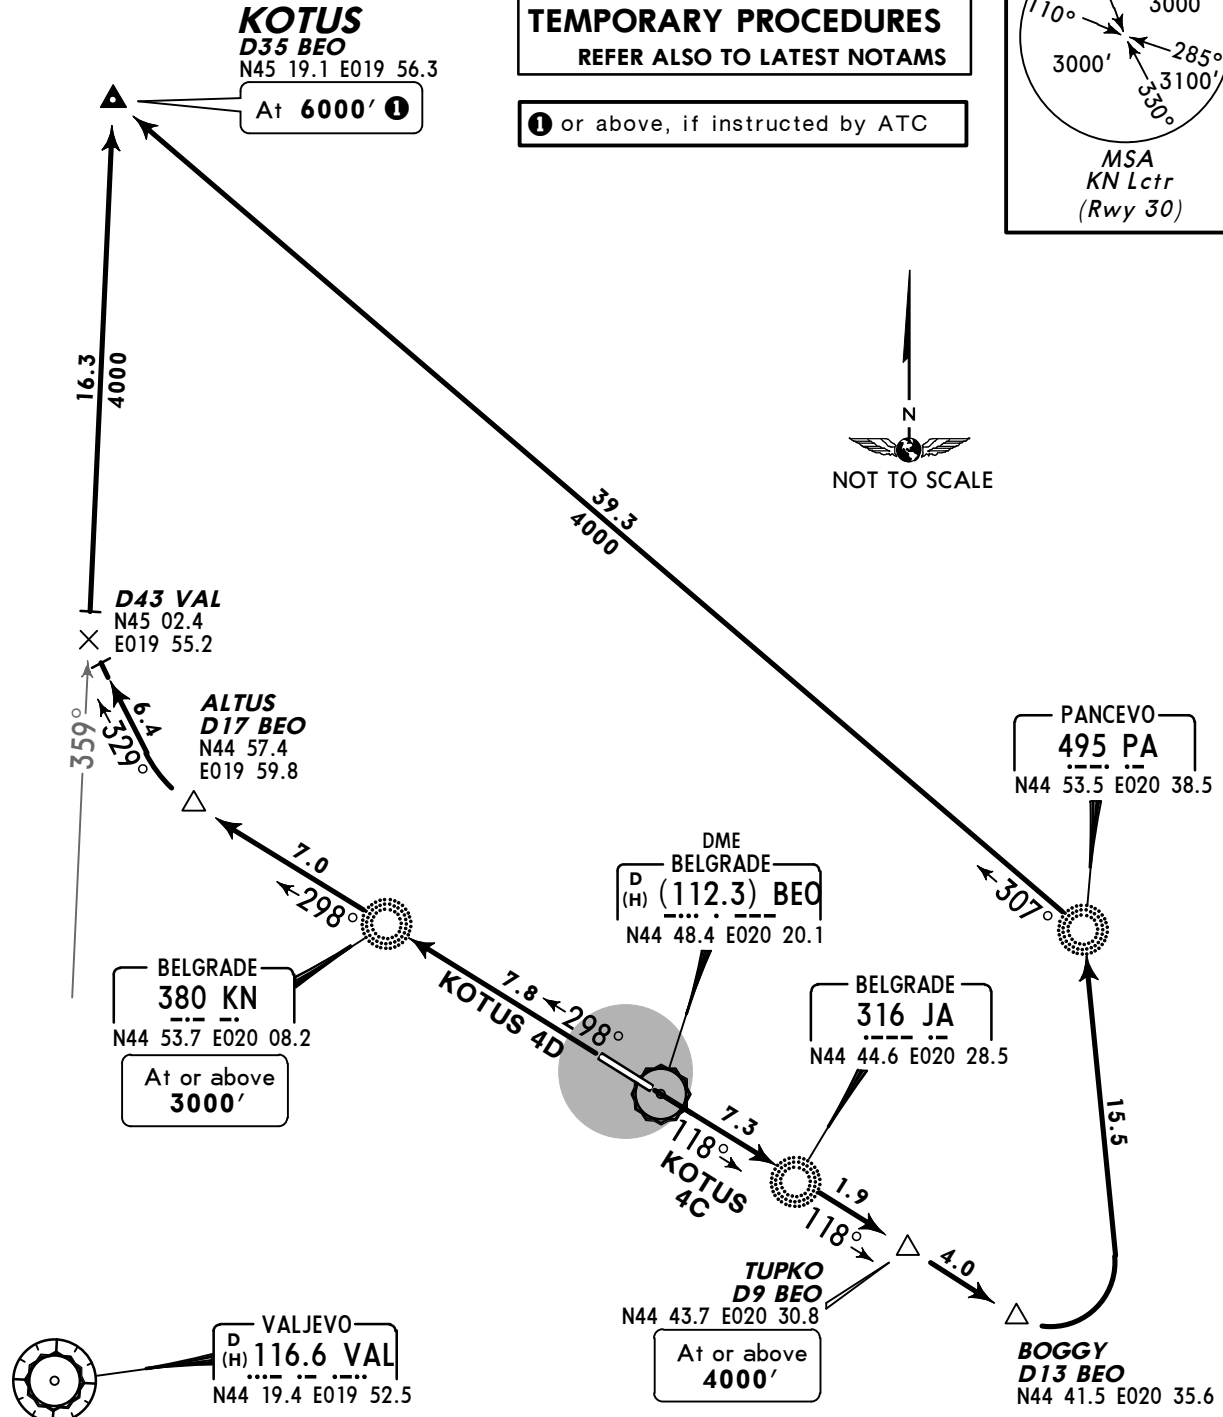 KOTUS
D35 BEO
N45 19.1 E019 56.3
At 6000' ❶
TEMPORARY PROCEDURES
REFER ALSO TO LATEST NOTAMS
❶ or above, if instructed by ATC
110°
3000
3000'
285°
3100'
330°
MSA
KN Lctr
(Rwy 30)
16.3
4000
39.3
4000
N
NOT TO SCALE
D43 VAL
N45 02.4
E019 55.2
359°
6.4
329°
ALTUS
D17 BEO
N44 57.4
E019 59.8
PANCEVO
495 PA
N44 53.5 E020 38.5
307°
7.0
298°
DME
BELGRADE
D
(H) (112.3) BEO
N44 48.4 E020 20.1
BELGRADE
380 KN
N44 53.7 E020 08.2
At or above
3000'
7.8
298°
KOTUS 4D
BELGRADE
316 JA
N44 44.6 E020 28.5
7.3
118°
KOTUS
4C
1.9
118°
15.5
4.0
TUPKO
D9 BEO
N44 43.7 E020 30.8
At or above
4000'
VALJEVO
D
(H) 116.6 VAL
N44 19.4 E019 52.5
BOGGY
D13 BEO
N44 41.5 E020 35.6